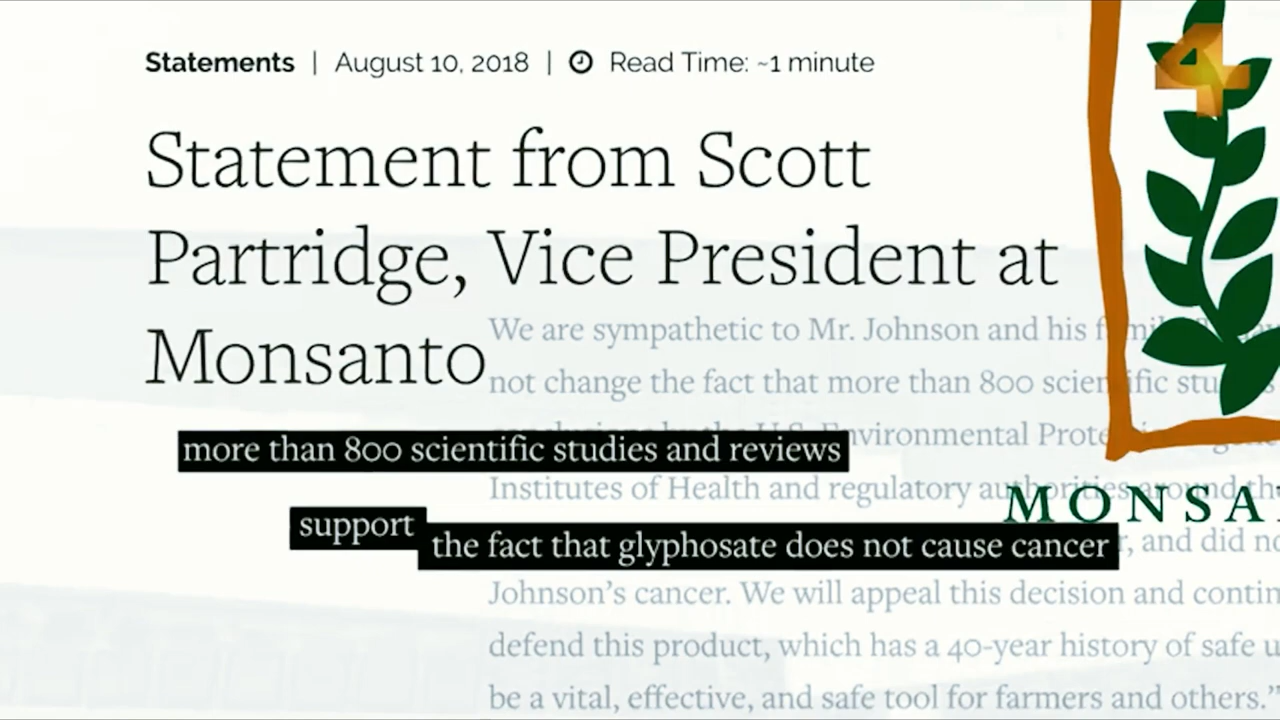 Statements | August 10, 2018 | Read Time: ~1 minute
4
Statement from Scott
Partridge, Vice President at
Monsanto
We are sympathetic to Mr. Johnson and his
not change the fact that more than 800 scientific
more than 800 scientific studies and reviews
Institutes of Health and regulatory authorities around
MONSA
support
the fact that glyphosate does not cause cancer
, and did
Johnson’s cancer. We will appeal this decision and
defend this product, which has a 40-year history of safe
be a vital, effective, and safe tool for farmers and others.”